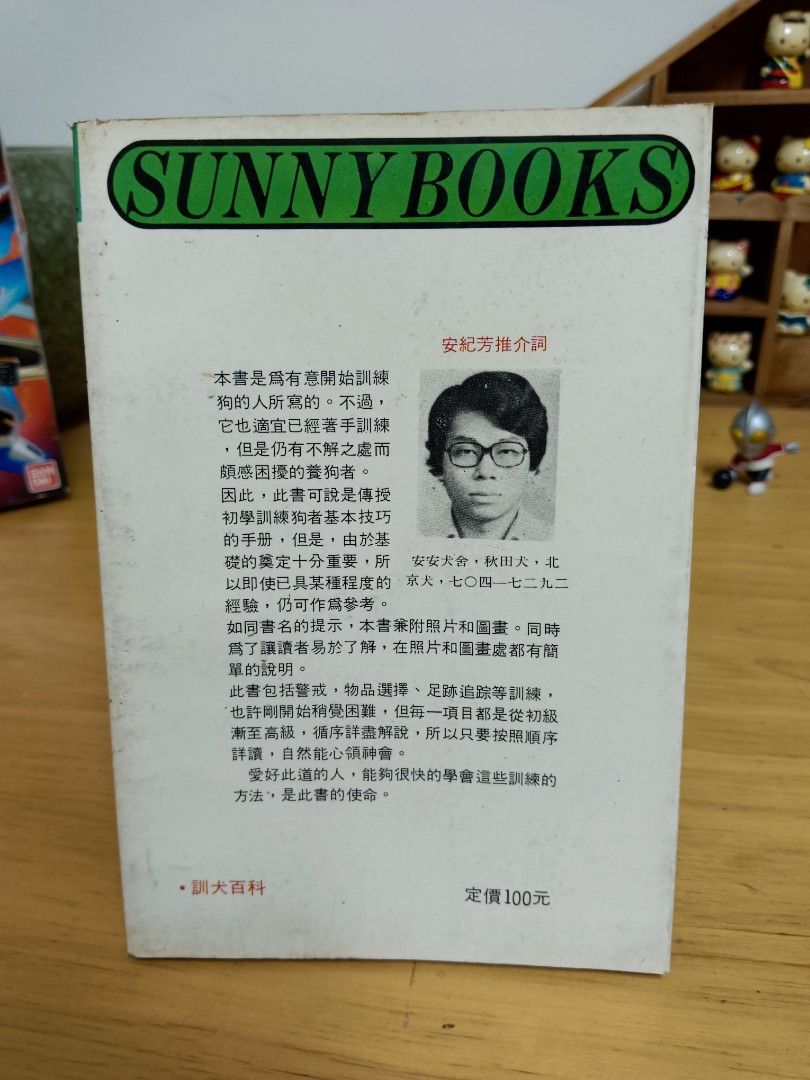 SUNNY BOOKS
安紀芳推介詞
本書是爲有意開始訓練
狗的人所寫的。不過，
它也適宜已經著手訓練
，但是仍有不解之處而
頗感困擾的養狗者。
因此，此書可說是傳授
初學訓練狗者基本技巧
的手册，但是，由於基
礎的奠定十分重要，所
以即使已具某種程度的
經驗，仍可作爲參考。
安安犬舍，秋田犬，北
京犬，七〇四—七二九二
如同書名的提示，本書兼附照片和圖畫。同時
爲了讓讀者易於了解，在照片和圖畫處都有簡
單的說明。
此書包括警戒，物品選擇、足跡追踪等訓練，
也許剛開始稍覺困難，但每一項目都是從初級
漸至高級，循序詳盡解說，所以只要按照順序
詳讀，自然能心領神會。
愛好此道的人，能夠很快的學會這些訓練的
方法，是此書的使命。
•訓犬百科
定價100元